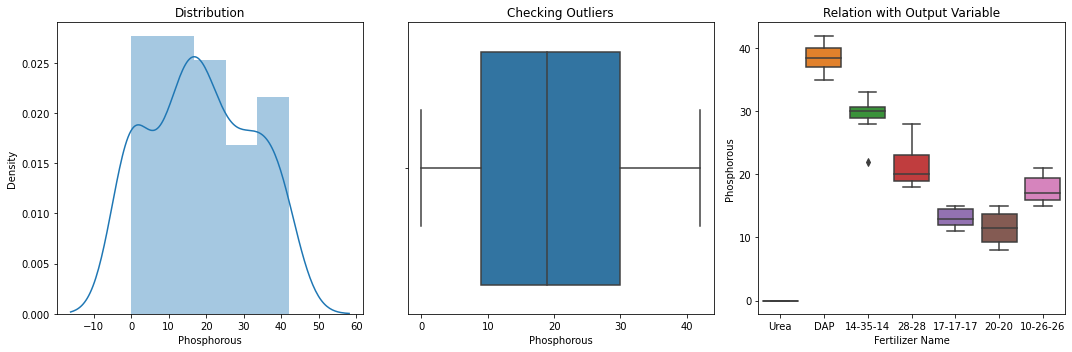 Distribution
Density
0.025
0.020
0.015
0.010
0.005
0.000
−10 0 10 20 30 40 50 60
Phosphorous
Checking Outliers
0 10 20 30 40
Phosphorous
Relation with Output Variable
Phosphorous
40
30
20
10
0
Urea DAP 14-35-14 28-28 17-17-17 20-20 10-26-26
Fertilizer Name